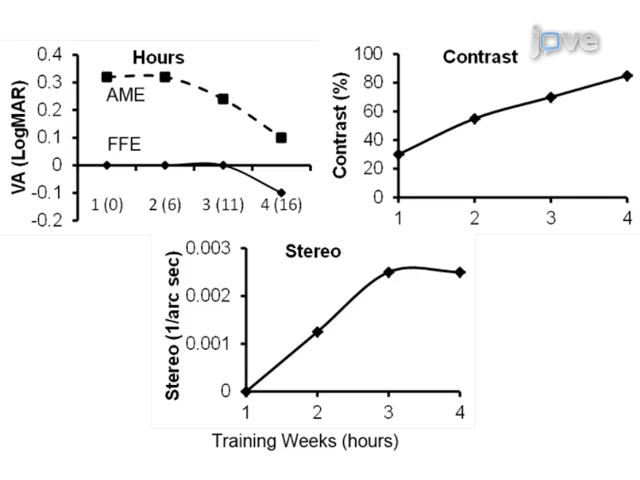 jove
Hours
VA (LogMAR)
0.4
0.3
0.2
0.1
0
-0.1
-0.2
AME
FFE
1 (0) 2 (6) 3 (11) 4 (16)
Contrast
Contrast (%)
100
80
60
40
20
0
1 2 3 4
Stereo
Stereo (1/arc sec)
0.003
0.002
0.001
0
1 2 3 4
Training Weeks (hours)